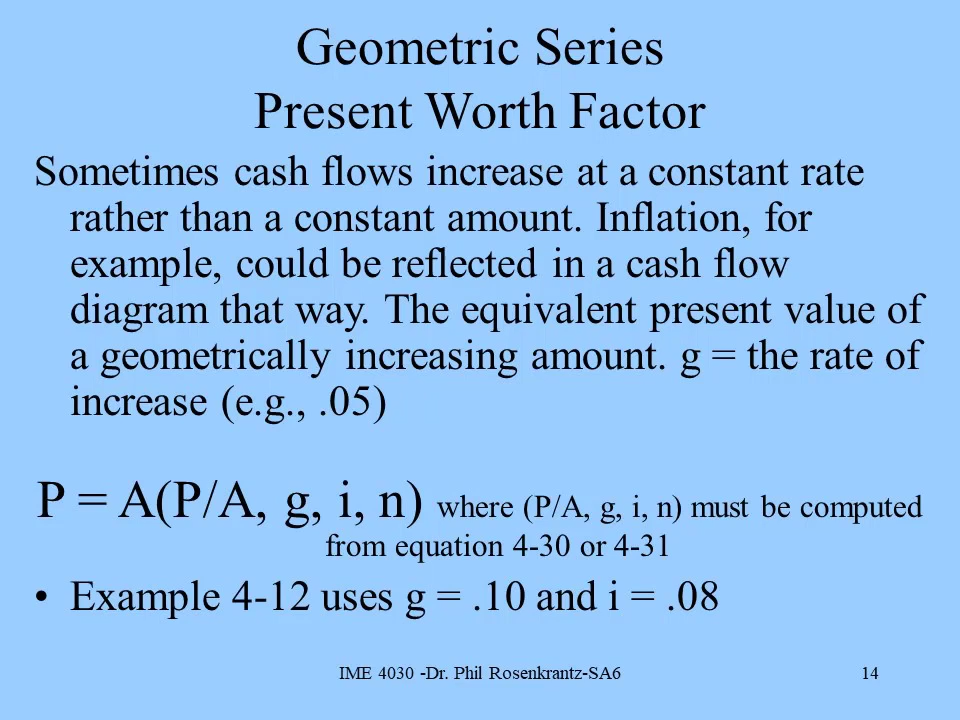 Geometric Series
Present Worth Factor
Sometimes cash flows increase at a constant rate
rather than a constant amount. Inflation, for
example, could be reflected in a cash flow
diagram that way. The equivalent present value of
a geometrically increasing amount. g = the rate of
increase (e.g., .05)
P = A(P/A, g, i, n) where (P/A, g, i, n) must be computed
from equation 4-30 or 4-31
• Example 4-12 uses g = .10 and i = .08
IME 4030 -Dr. Phil Rosenkrantz-SA6 14